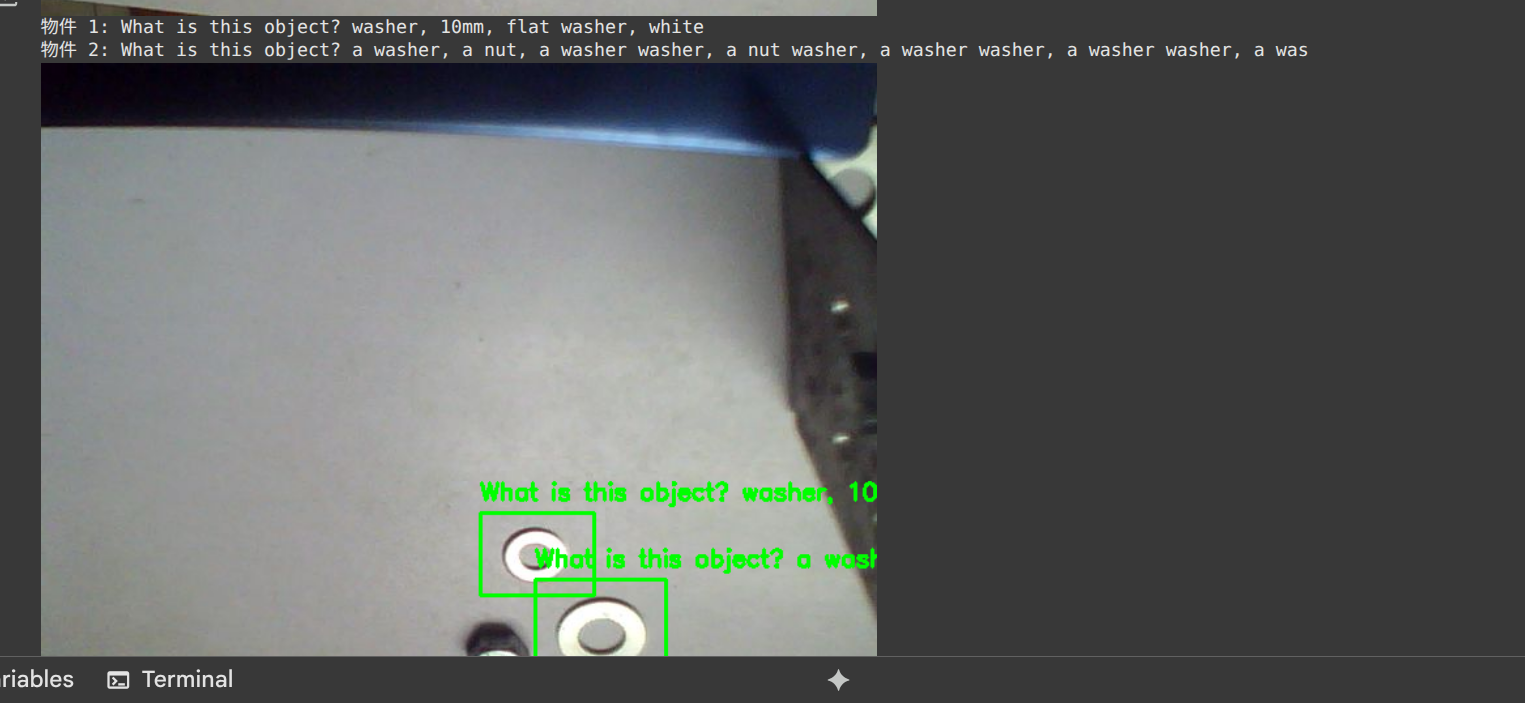 物件 1: What is this object? washer, 10mm, flat washer, white
物件 2: What is this object? a washer, a nut, a washer washer, a nut washer, a washer washer, a washer washer, a was
What is this object? washer, 10
What is this object? a wash
riables
Terminal